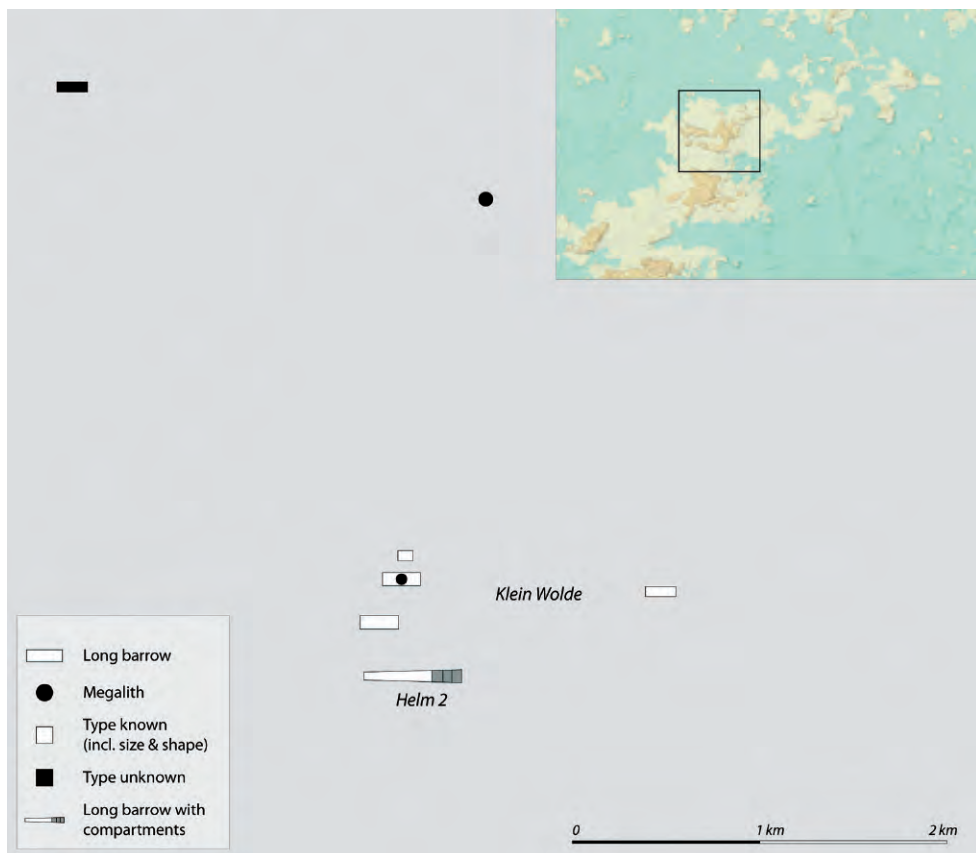 Klein Wolde
Helm 2
Long barrow
Megalith
Type known
(incl. size & shape)
Type unknown
Long barrow with
compartments
0 1 km 2 km